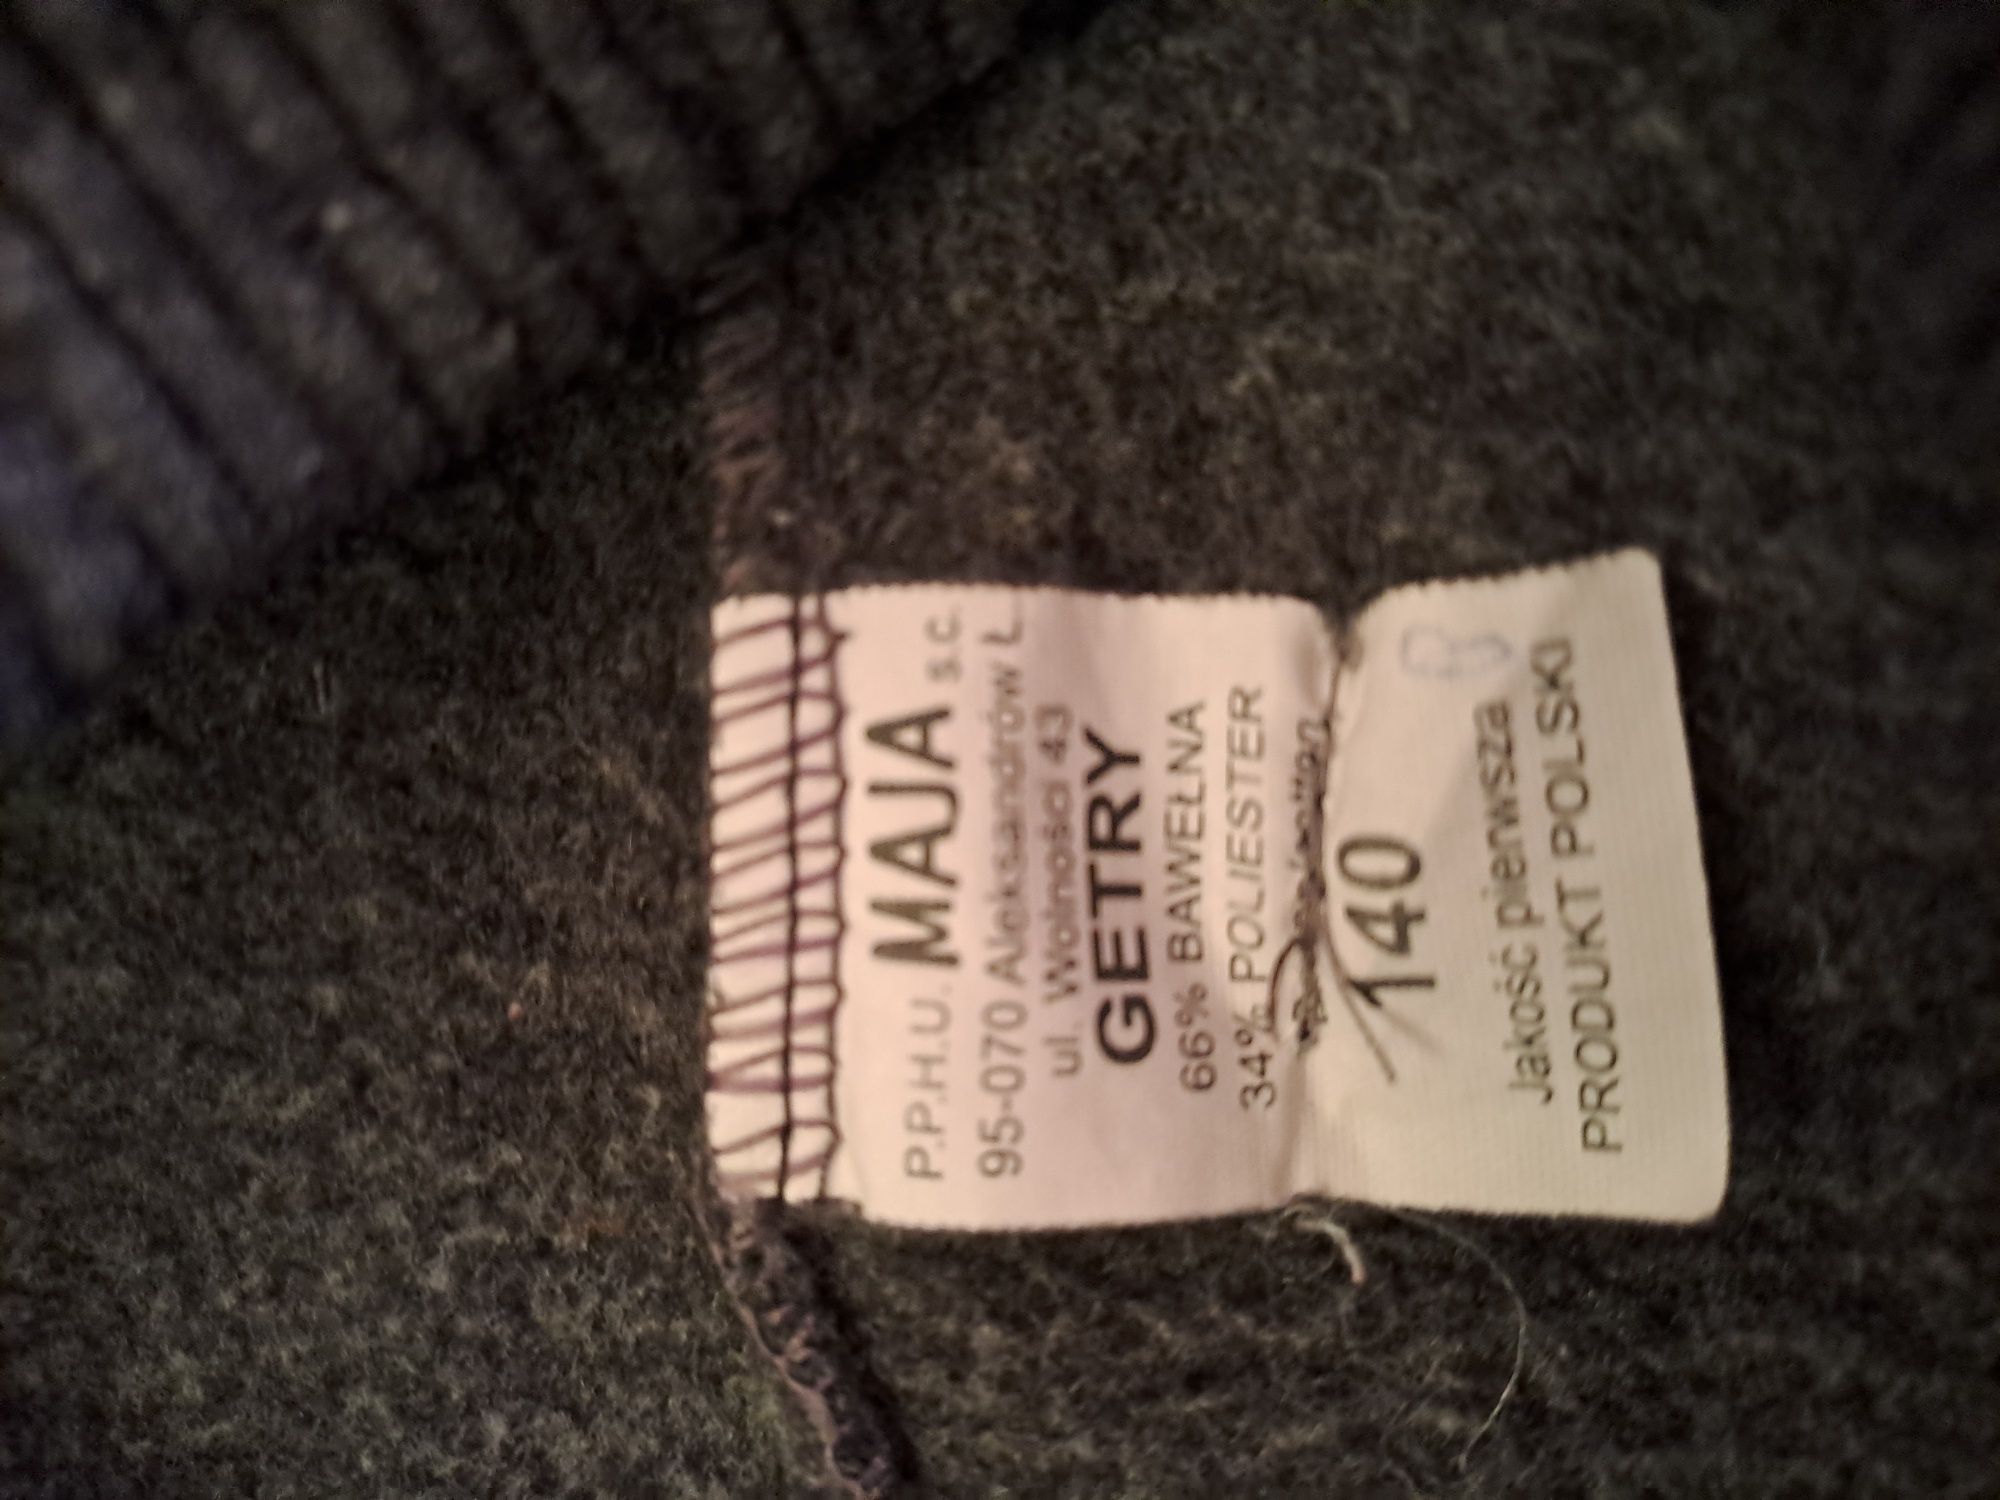 P.P.H.U. MAJA s.c.
95-070 Aleksandrów Ł.
ul. Wolności 43
GETRY
66% BAWEŁNA
34% POLIESTER
140
Jakość pierwsza
PRODUKT POLSKI